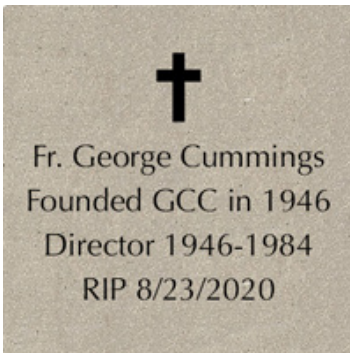 Fr. George Cummings
Founded GCC in 1946
Director 1946-1984
RIP 8/23/2020